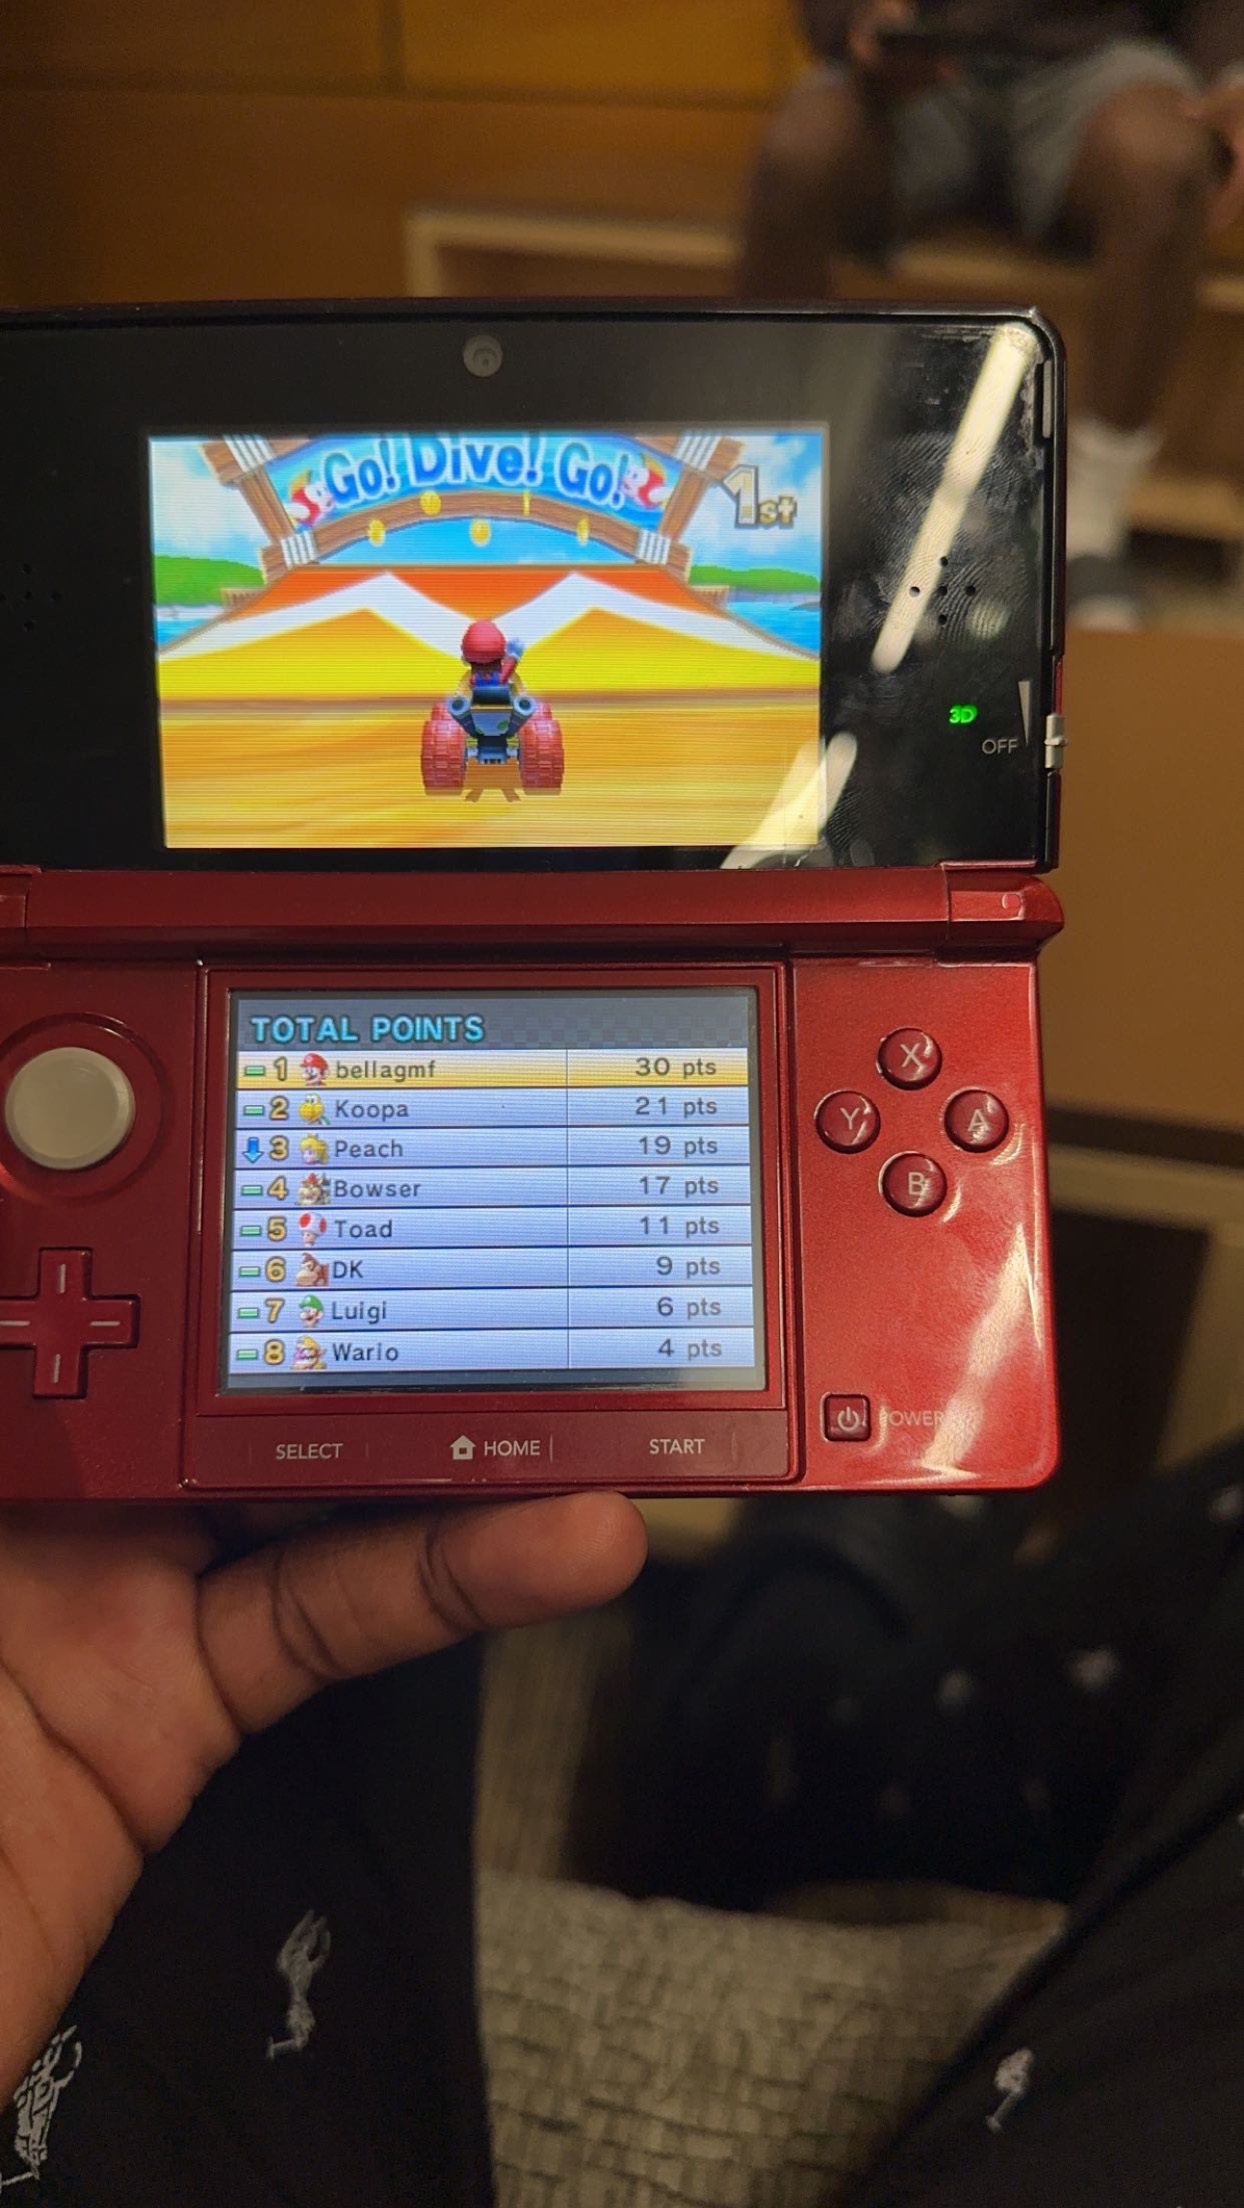 Go! Dive! Go!
1st
3D
OFF
TOTAL POINTS
1 bellagmf 30 pts
2 Koopa 21 pts
3 Peach 19 pts
4 Bowser 17 pts
5 Toad 11 pts
6 DK 9 pts
7 Luigi 6 pts
8 Wario 4 pts
X
Y
A
B
SELECT
HOME
START
POWER